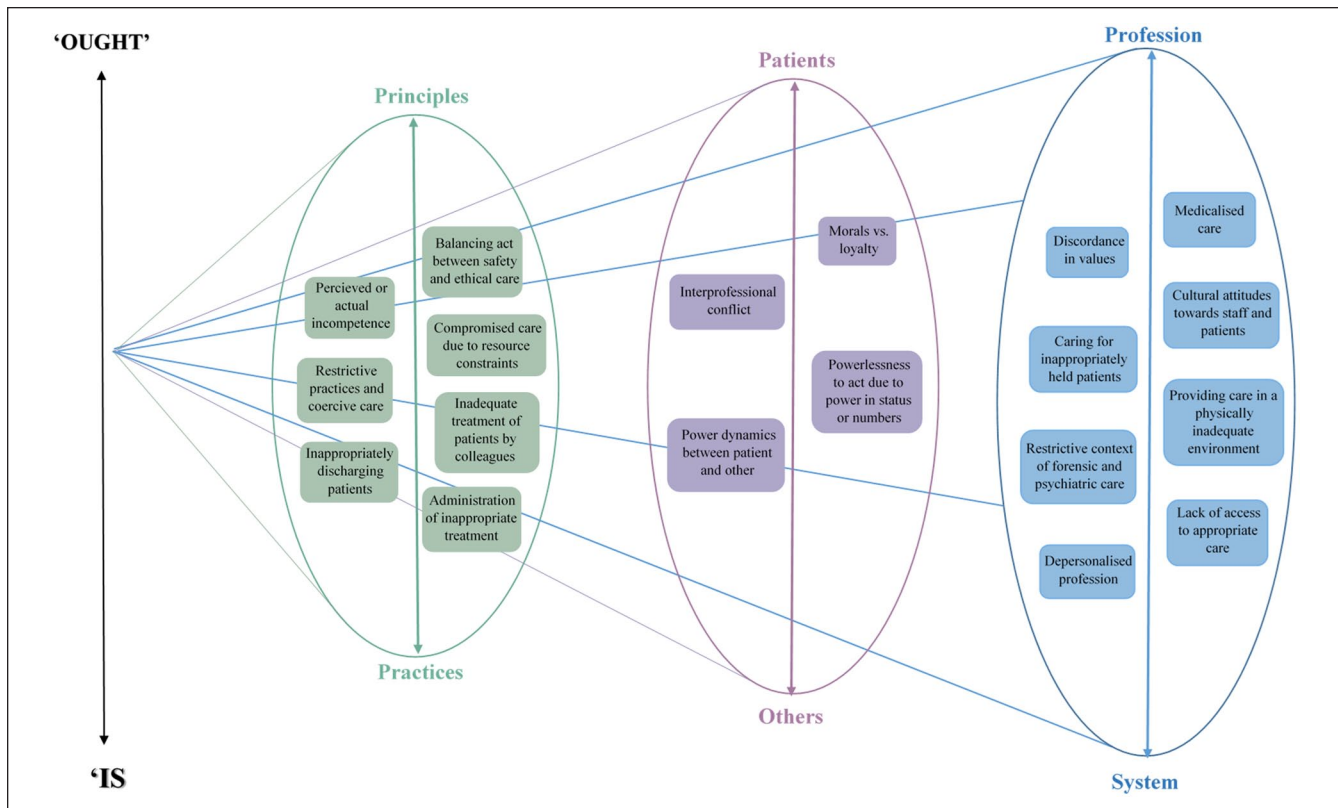 ‘OUGHT’
‘IS
Principles
Balancing act
between safety
and ethical care
Percieved or
actual
incompetence
Compromised care
due to resource
constraints
Restrictive
practices and
coercive care
Inadequate
treatment of
patients by
colleagues
Inappropriately
discharging
patients
Administration
of inappropriate
treatment
Practices
Patients
Morals vs.
loyalty
Interprofessional
conflict
Powerlessness
to act due to
power in status
or numbers
Power dynamics
between patient
and other
Others
Profession
Medicalised
care
Discordance
in values
Cultural attitudes
towards staff and
patients
Caring for
inappropriately
held patients
Providing care in a
physically
inadequate
environment
Restrictive context
of forensic and
psychiatric care
Lack of access
to appropriate
care
Depersonalised
profession
System